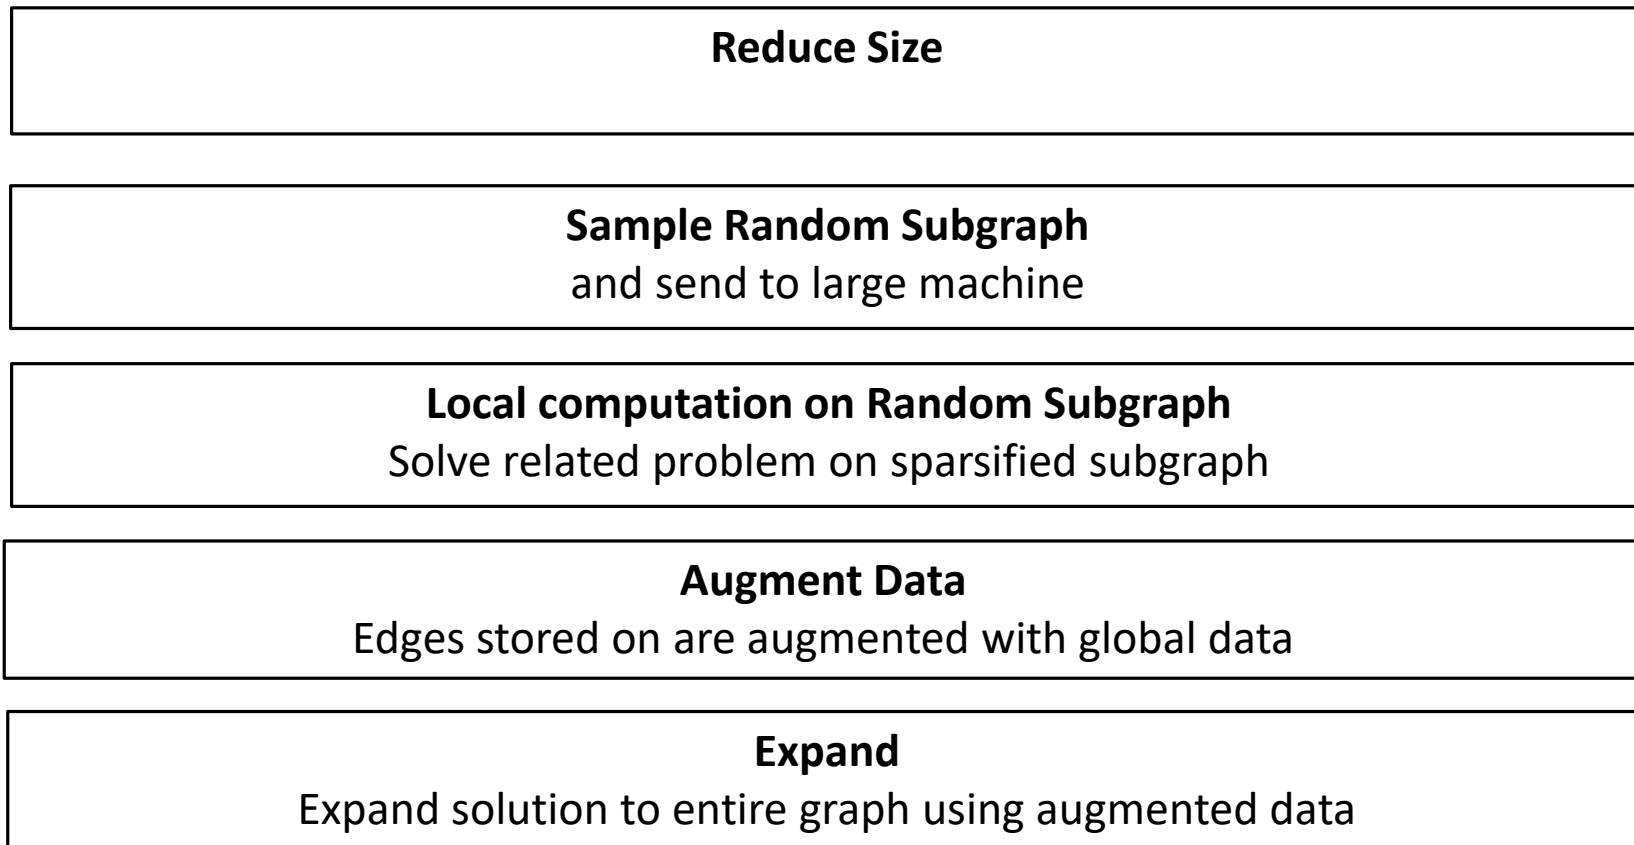 Reduce Size
Sample Random Subgraph
and send to large machine
Local computation on Random Subgraph
Solve related problem on sparsified subgraph
Augment Data
Edges stored on are augmented with global data
Expand
Expand solution to entire graph using augmented data